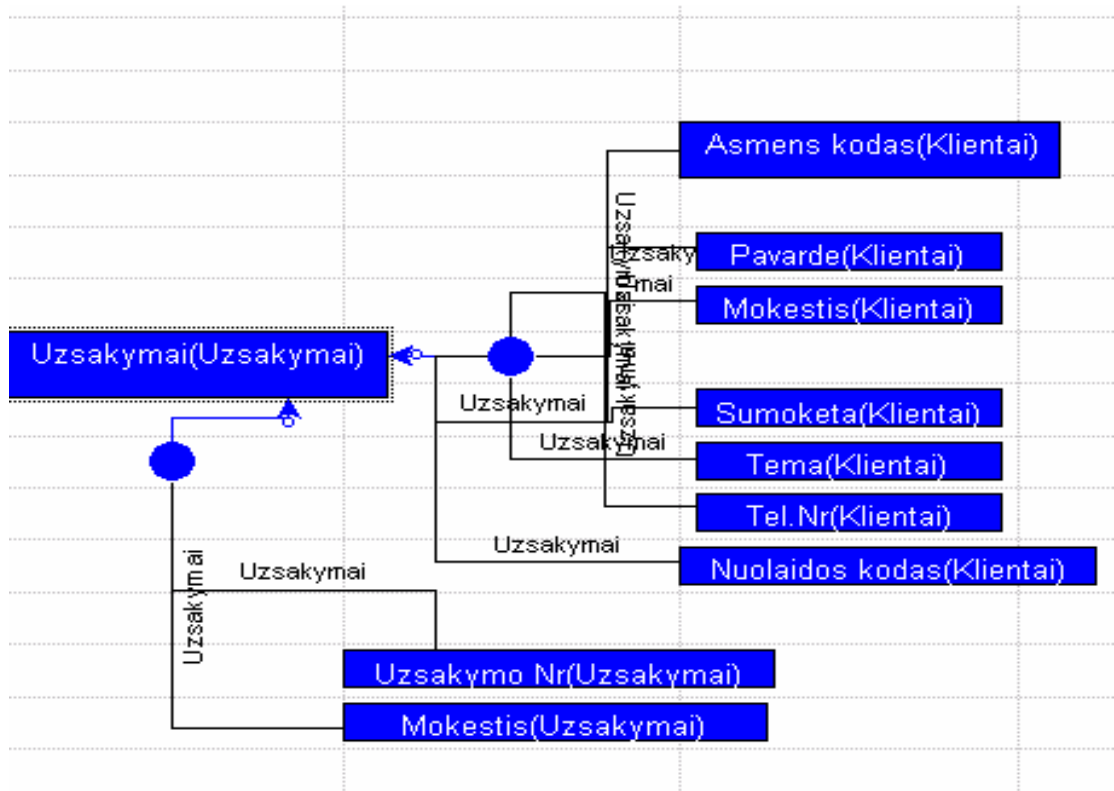 Asmens kodas(Klientai)
Pavarde(Klientai)
Mokestis(Klientai)
Uzsakymai(Uzsakymai)
Uzsakymai
Sumoketa(Klientai)
Uzsakymai
Tema(Klientai)
Tel.Nr(Klientai)
Uzsakymai
Nuolaidos kodas(Klientai)
Uzsakymai
Uzsakymai
Uzsakymo Nr(Uzsakymai)
Mokestis(Uzsakymai)